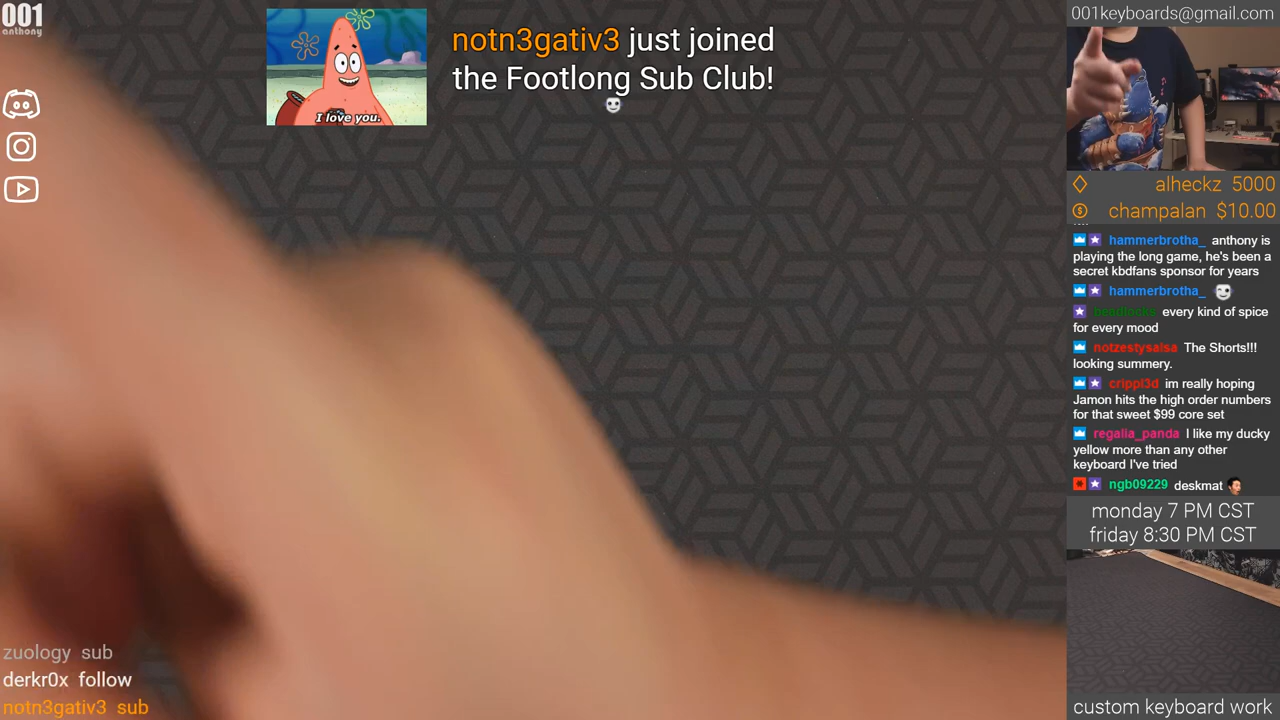 001
anthony
notn3gativ3 just joined
the Footlong Sub Club!
I love you.
001keyboards@gmail.com
alheckz 5000
champalan $10.00
hammerbrotha_ anthony is
playing the long game, he's been a
secret kbdfans sponsor for years
hammerbrotha_
every kind of spice
for every mood
notzestysalsa The Shorts!!!
looking summery.
crippl3d im really hoping
Jamon hits the high order numbers
for that sweet $99 core set
regalia_panda I like my ducky
yellow more than any other
keyboard I've tried
ngb09229 deskmat
monday 7 PM CST
friday 8:30 PM CST
zuology sub
derkr0x follow
notn3gativ3 sub
custom keyboard work